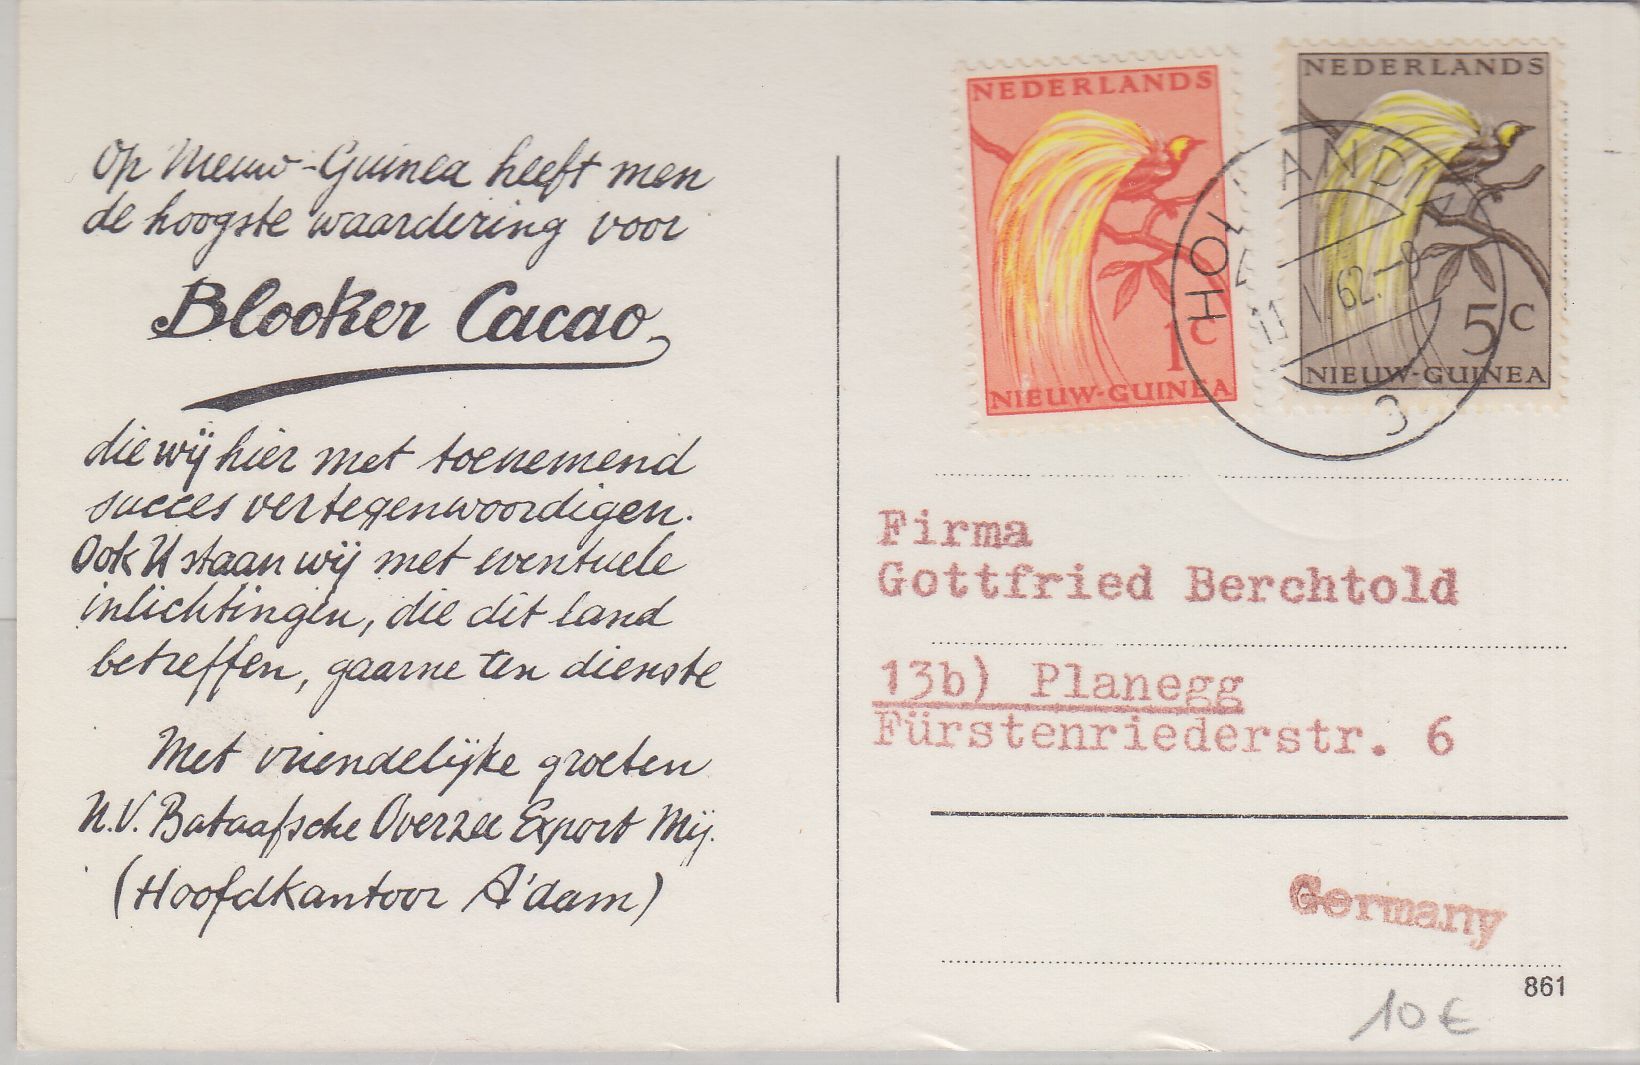 Op Nieuw-Guinea heeft men
de hoogste waardering voor
Blooker Cacao,
die wij hier met toenemend
succes vertegenwoordigen.
Ook U staan wij met eventuele
inlichtingen, die dit land
betreffen, gaarne ten dienste
Met vriendelijke groeten
N.V. Bataafsche Overzee Export Mij.
(Hoofdkantoor A'dam)
NEDERLANDS
1 C
NIEUW-GUINEA
NEDERLANDS
5 C
NIEUW-GUINEA
HOLLANDIA
62.-8
3
Firma
Gottfried Berchtold
13b) Planegg
Fürstenriederstr. 6
Germany
861
10 €